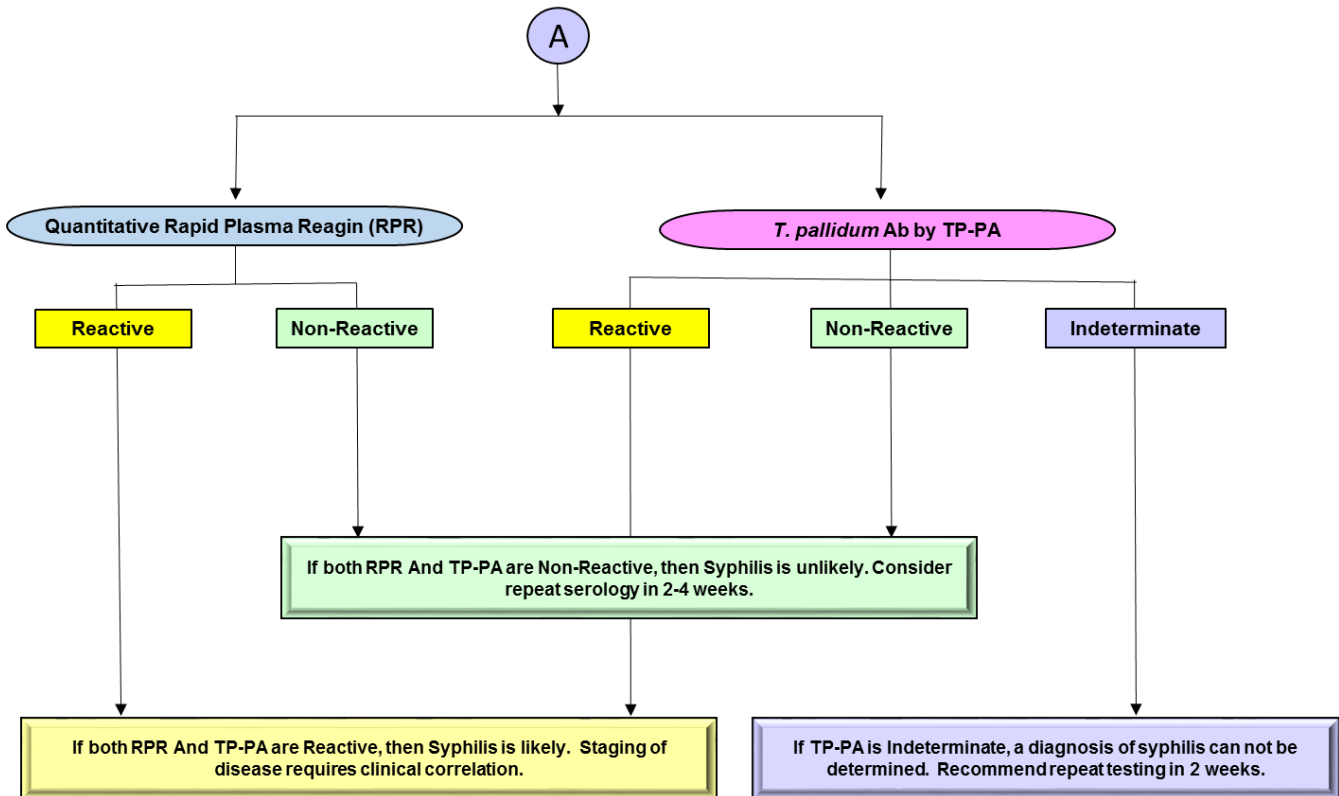 A
Quantitative Rapid Plasma Reagin (RPR)
T. pallidum Ab by TP-PA
Reactive
Non-Reactive
Reactive
Non-Reactive
Indeterminate
If both RPR And TP-PA are Non-Reactive, then Syphilis is unlikely. Consider
repeat serology in 2-4 weeks.
If both RPR And TP-PA are Reactive, then Syphilis is likely.  Staging of
disease requires clinical correlation.
If TP-PA is Indeterminate, a diagnosis of syphilis can not be
determined.  Recommend repeat testing in 2 weeks.